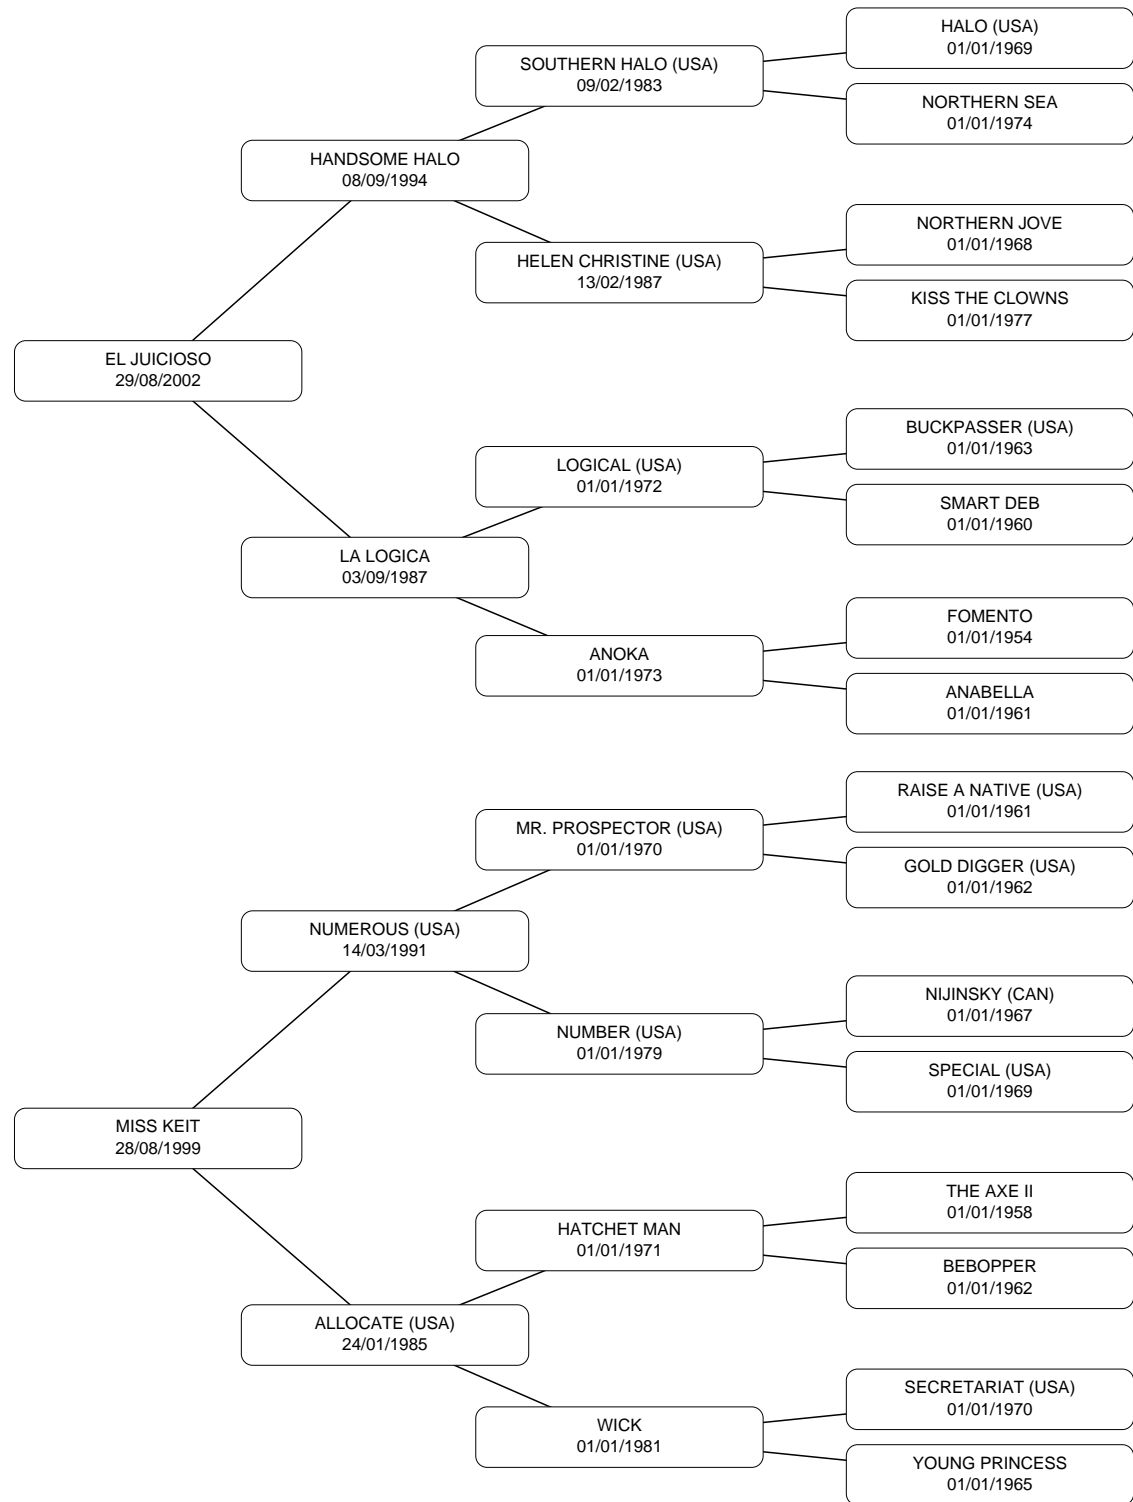 HALO (USA)
01/01/1969
SOUTHERN HALO (USA)
09/02/1983
NORTHERN SEA
01/01/1974
HANDSOME HALO
08/09/1994
NORTHERN JOVE
01/01/1968
HELEN CHRISTINE (USA)
13/02/1987
KISS THE CLOWNS
01/01/1977
EL JUICIOSO
29/08/2002
BUCKPASSER (USA)
01/01/1963
LOGICAL (USA)
01/01/1972
SMART DEB
01/01/1960
LA LOGICA
03/09/1987
FOMENTO
01/01/1954
ANOKA
01/01/1973
ANABELLA
01/01/1961
RAISE A NATIVE (USA)
01/01/1961
MR. PROSPECTOR (USA)
01/01/1970
GOLD DIGGER (USA)
01/01/1962
NUMEROUS (USA)
14/03/1991
NIJINSKY (CAN)
01/01/1967
NUMBER (USA)
01/01/1979
SPECIAL (USA)
01/01/1969
MISS KEIT
28/08/1999
THE AXE II
01/01/1958
HATCHET MAN
01/01/1971
BEBOPPER
01/01/1962
ALLOCATE (USA)
24/01/1985
SECRETARIAT (USA)
01/01/1970
WICK
01/01/1981
YOUNG PRINCESS
01/01/1965